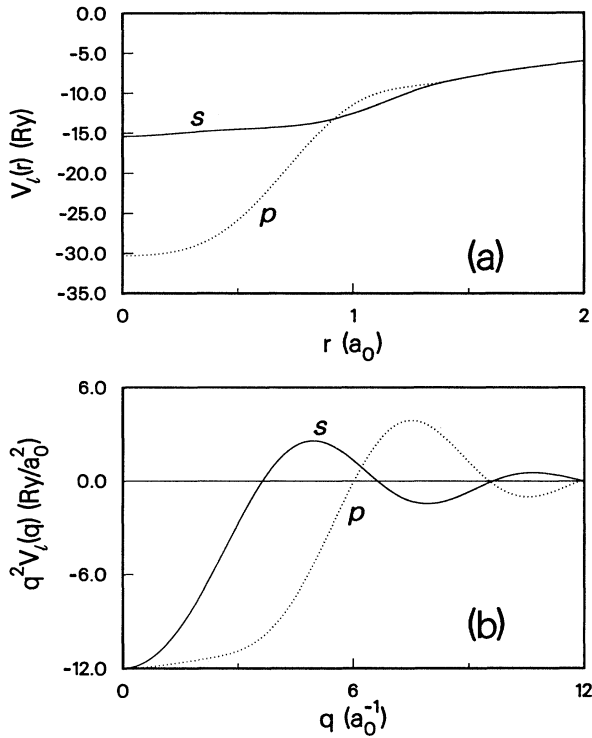 0.0
-5.0
-10.0
-15.0
-20.0
-25.0
-30.0
-35.0
V_l(r) (Ry)
s
p
(a)
0 1 2
r (a_0)
6.0
0.0
-6.0
-12.0
q^2V_l(q) (Ry/a_0^2)
s
p
(b)
0 6 12
q (a_0^-1)